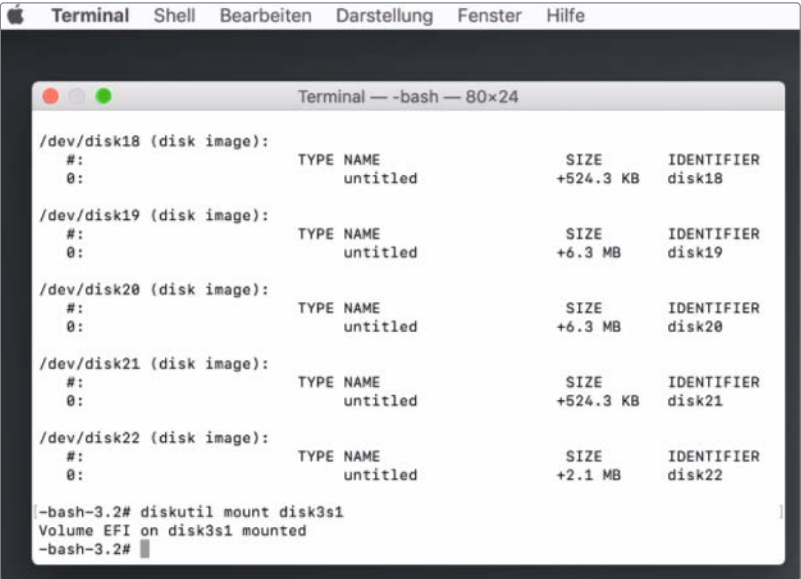 Terminal Shell Bearbeiten Darstellung Fenster Hilfe
Terminal — -bash — 80×24
/dev/disk18 (disk image):
#: TYPE NAME SIZE IDENTIFIER
0: untitled +524.3 KB disk18
/dev/disk19 (disk image):
#: TYPE NAME SIZE IDENTIFIER
0: untitled +6.3 MB disk19
/dev/disk20 (disk image):
#: TYPE NAME SIZE IDENTIFIER
0: untitled +6.3 MB disk20
/dev/disk21 (disk image):
#: TYPE NAME SIZE IDENTIFIER
0: untitled +524.3 KB disk21
/dev/disk22 (disk image):
#: TYPE NAME SIZE IDENTIFIER
0: untitled +2.1 MB disk22
[-bash-3.2# diskutil mount disk3s1 ]
Volume EFI on disk3s1 mounted
-bash-3.2#